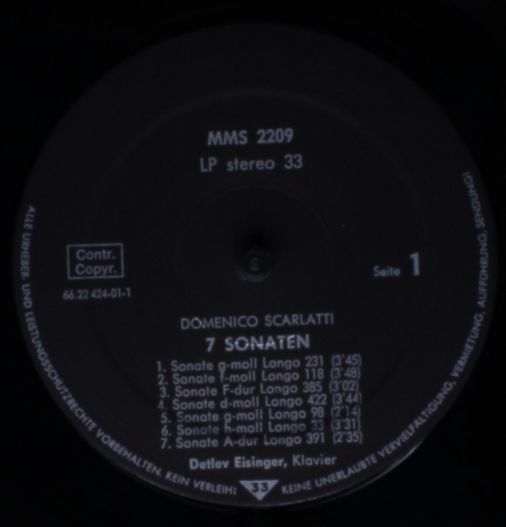 MMS 2209
LP stereo 33
Contr.
Copyr.
66.22 424-01-1
Seite 1
DOMENICO SCARLATTI
7 SONATEN
1. Sonate g-moll Longo 231 (3'45)
2. Sonate f-moll Longo 118 (3'48)
3. Sonate F-dur Longo 385 (3'02)
4. Sonate d-moll Longo 422 (3'44)
5. Sonate g-moll Longo 98 (2'14)
6. Sonate h-moll Longo 33 (3'31)
7. Sonate A-dur Longo 391 (2'35)
Detlev Eisinger, Klavier
33
ALLE URHEBER- UND LEISTUNGSSCHUTZRECHTE VORBEHALTEN. KEIN VERLEIH! KEINE UNERLAUBTE VERVIELFÄLTIGUNG, VERMIETUNG, AUFFÜHRUNG, SENDUNG!